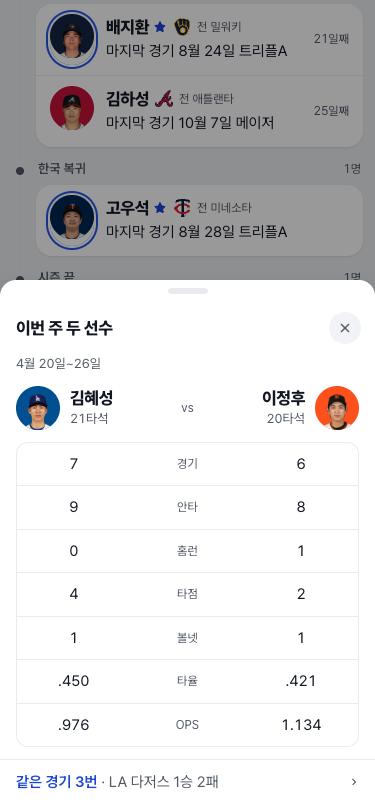 배지환 전 밀워키
마지막 경기 8월 24일 트리플A
21일째
김하성 전 애틀랜타
마지막 경기 10월 7일 메이저
25일째
한국 복귀 1명
고우석 전 미네소타
마지막 경기 8월 28일 트리플A
시즌 끝 1명
이번 주 두 선수
4월 20일~26일
김혜성 vs 이정후
21타석 20타석
7 경기 6
9 안타 8
0 홈런 1
4 타점 2
1 볼넷 1
.450 타율 .421
.976 OPS 1.134
같은 경기 3번 · LA 다저스 1승 2패